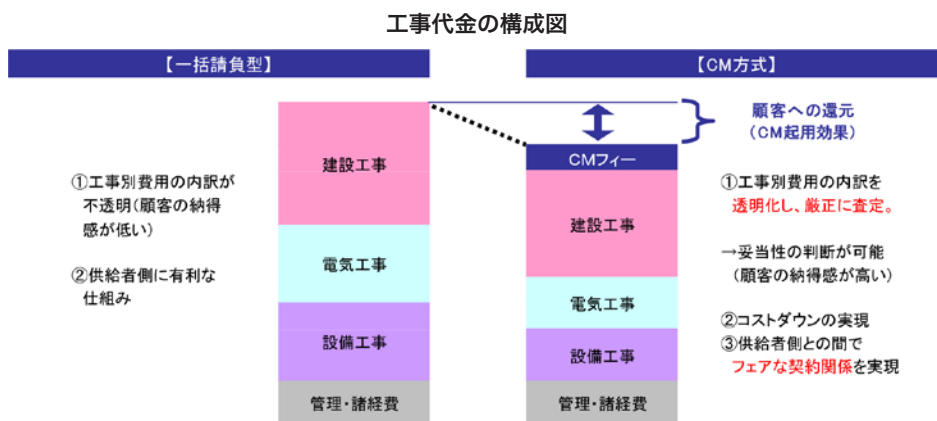 工事代金の構成図
【一括請負型】
①工事別費用の内訳が
不透明(顧客の納得
感が低い)
②供給者側に有利な
仕組み
建設工事
電気工事
設備工事
管理・諸経費
【CM方式】
顧客への還元
(CM起用効果)
CMフィー
建設工事
電気工事
設備工事
管理・諸経費
①工事別費用の内訳を
透明化し、厳正に査定。
→妥当性の判断が可能
(顧客の納得感が高い)
②コストダウンの実現
③供給者側との間で
フェアな契約関係を実現